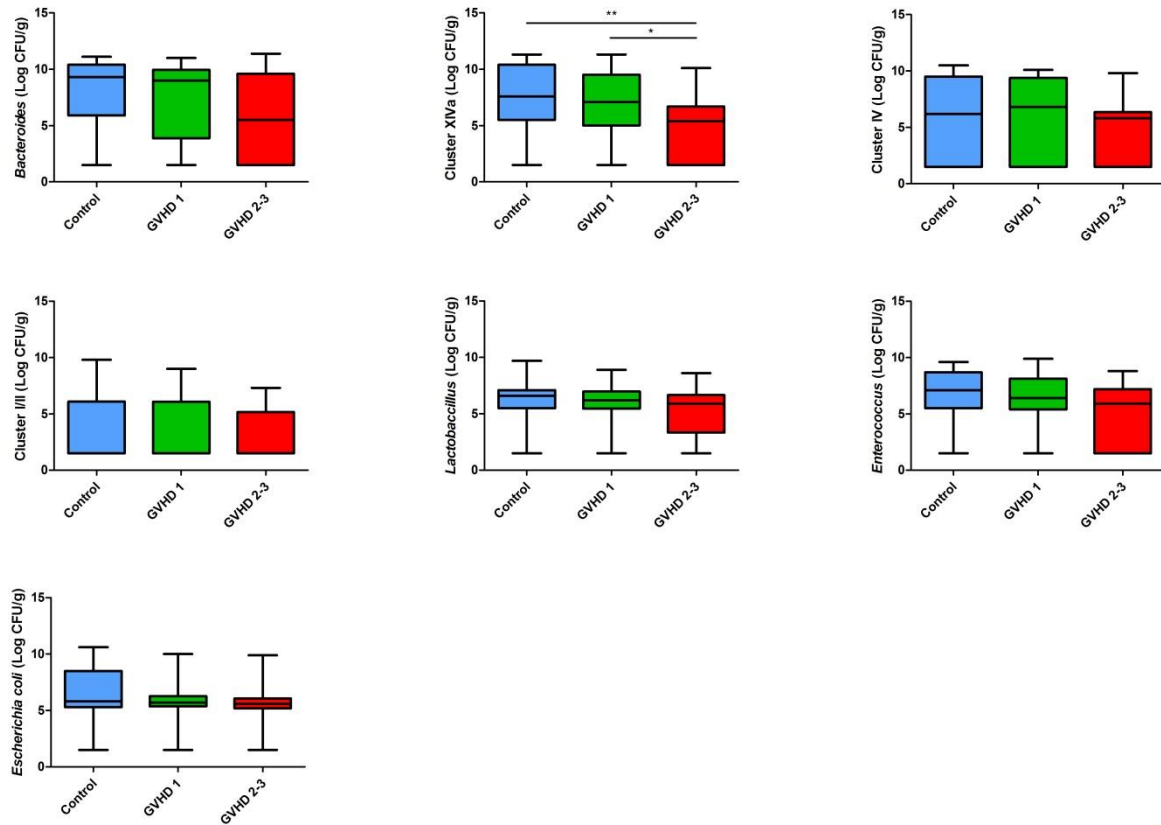 Bacteroides (Log CFU/g)
15
10
5
0
Control
GVHD 1
GVHD 2-3
Cluster XIVa (Log CFU/g)
15
10
5
0
**
*
Control
GVHD 1
GVHD 2-3
Cluster IV (Log CFU/g)
15
10
5
0
Control
GVHD 1
GVHD 2-3
Cluster I/II (Log CFU/g)
15
10
5
0
Control
GVHD 1
GVHD 2-3
Lactobaccillus (Log CFU/g)
15
10
5
0
Control
GVHD 1
GVHD 2-3
Enterococcus (Log CFU/g)
15
10
5
0
Control
GVHD 1
GVHD 2-3
Escherichia coli (Log CFU/g)
15
10
5
0
Control
GVHD 1
GVHD 2-3